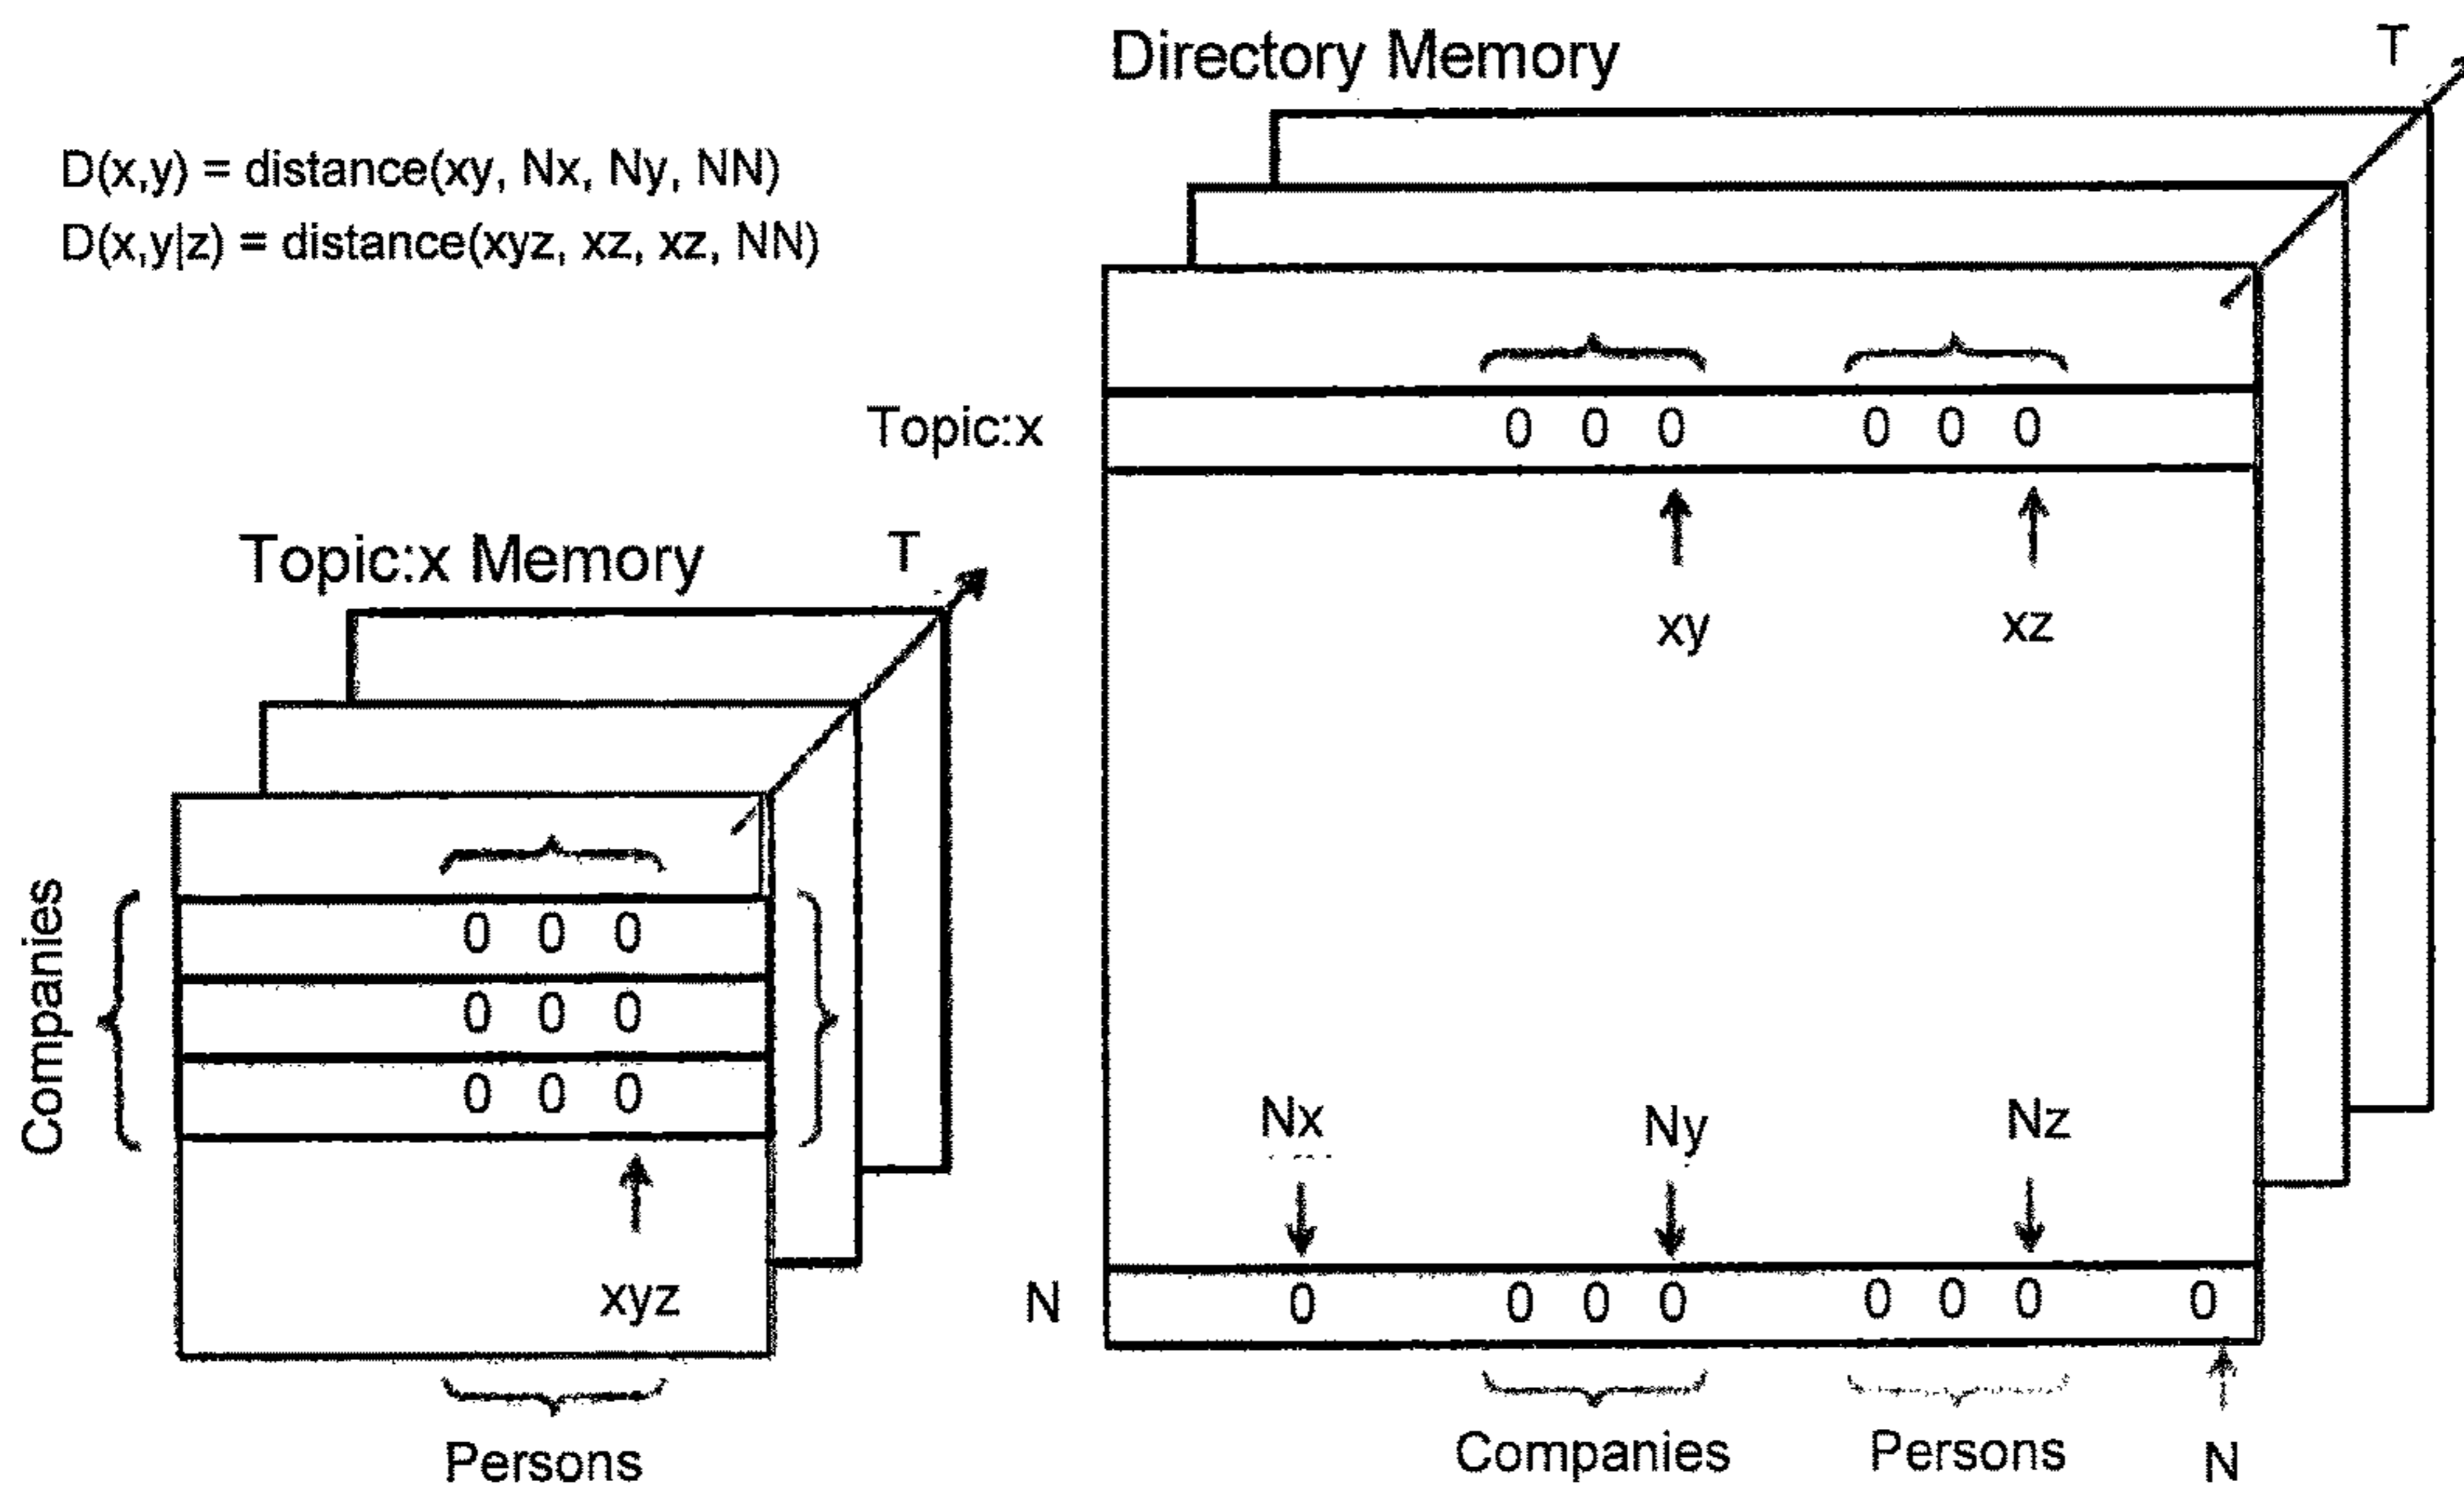 Directory Memory
T
D(x,y) = distance(xy, Nx, Ny, NN)
D(x,y|z) = distance(xyz, xz, xz, NN)
Topic:x
0 0 0 0 0 0
xy xz
Topic:x Memory
T
Companies
0 0 0
0 0 0
0 0 0
xyz
Persons
Nx Ny Nz
N
0 0 0 0 0 0 0 0
Companies Persons N